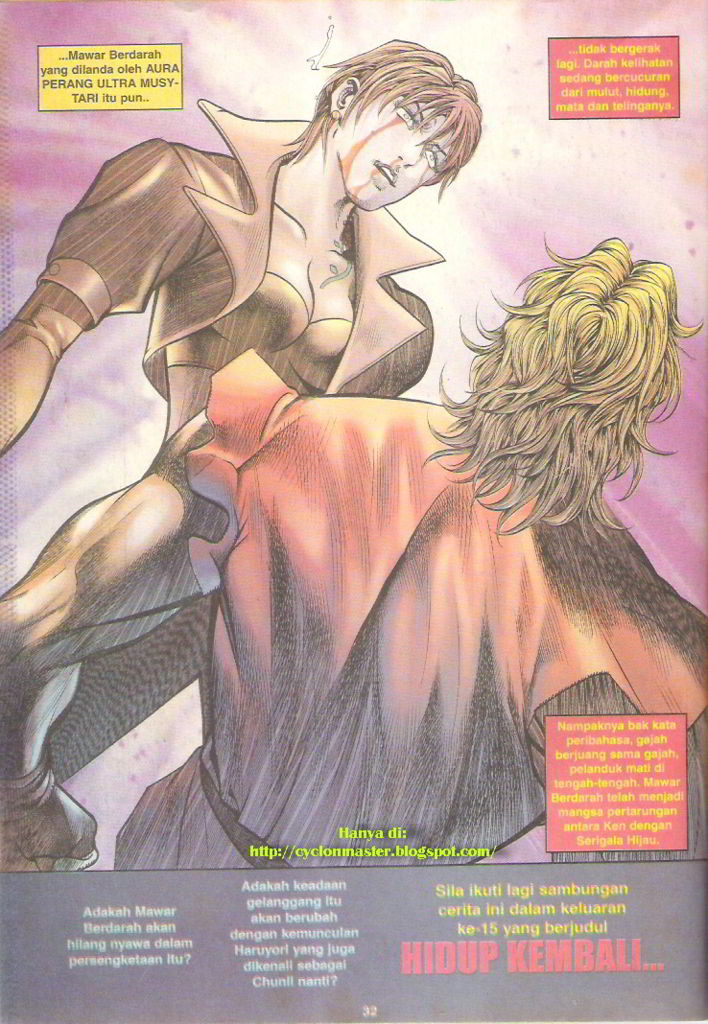 ...Mawar Berdarah
yang dilanda oleh AURA
PERANG ULTRA MUSY-
TARI itu pun..
...tidak bergerak
lagi. Darah kelihatan
sedang bercucuran
dari mulut, hidung,
mata dan telinganya.
Nampaknya bak kata
peribahasa, gajah
berjuang sama gajah,
pelanduk mati di
tengah-tengah. Mawar
Berdarah telah menjadi
mangsa pertarungan
antara Ken dengan
Serigala Hijau.
Hanya di:
http://cyclonmaster.blogspot.com/
Adakah Mawar
Berdarah akan
hilang nyawa dalam
persengketaan itu?
Adakah keadaan
gelanggang itu
akan berubah
dengan kemunculan
Haruyori yang juga
dikenali sebagai
Chunli nanti?
Sila ikuti lagi sambungan
cerita ini dalam keluaran
ke-15 yang berjudul
HIDUP KEMBALI...
32